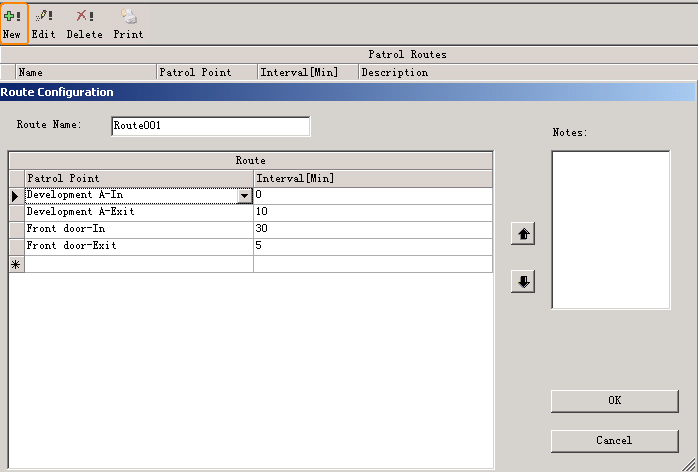 New Edit Delete Print
Patrol Routes
Name Patrol Point Interval[Min] Description
Route Configuration
Route Name: Route001
Notes:
Route
Patrol Point Interval[Min]
Development A-In 0
Development A-Exit 10
Front door-In 30
Front door-Exit 5
OK
Cancel